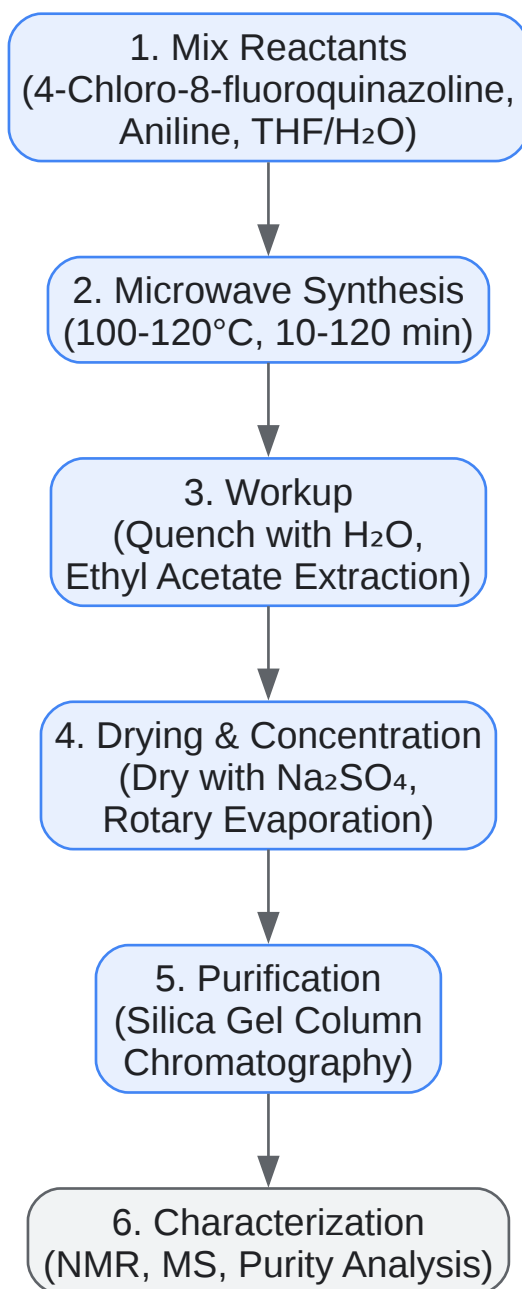 1. Mix Reactants
(4-Chloro-8-fluoroquinazoline,
Aniline, THF/H₂O)
2. Microwave Synthesis
(100-120°C, 10-120 min)
3. Workup
(Quench with H₂O,
Ethyl Acetate Extraction)
4. Drying & Concentration
(Dry with Na₂SO₄,
Rotary Evaporation)
5. Purification
(Silica Gel Column
Chromatography)
6. Characterization
(NMR, MS, Purity Analysis)